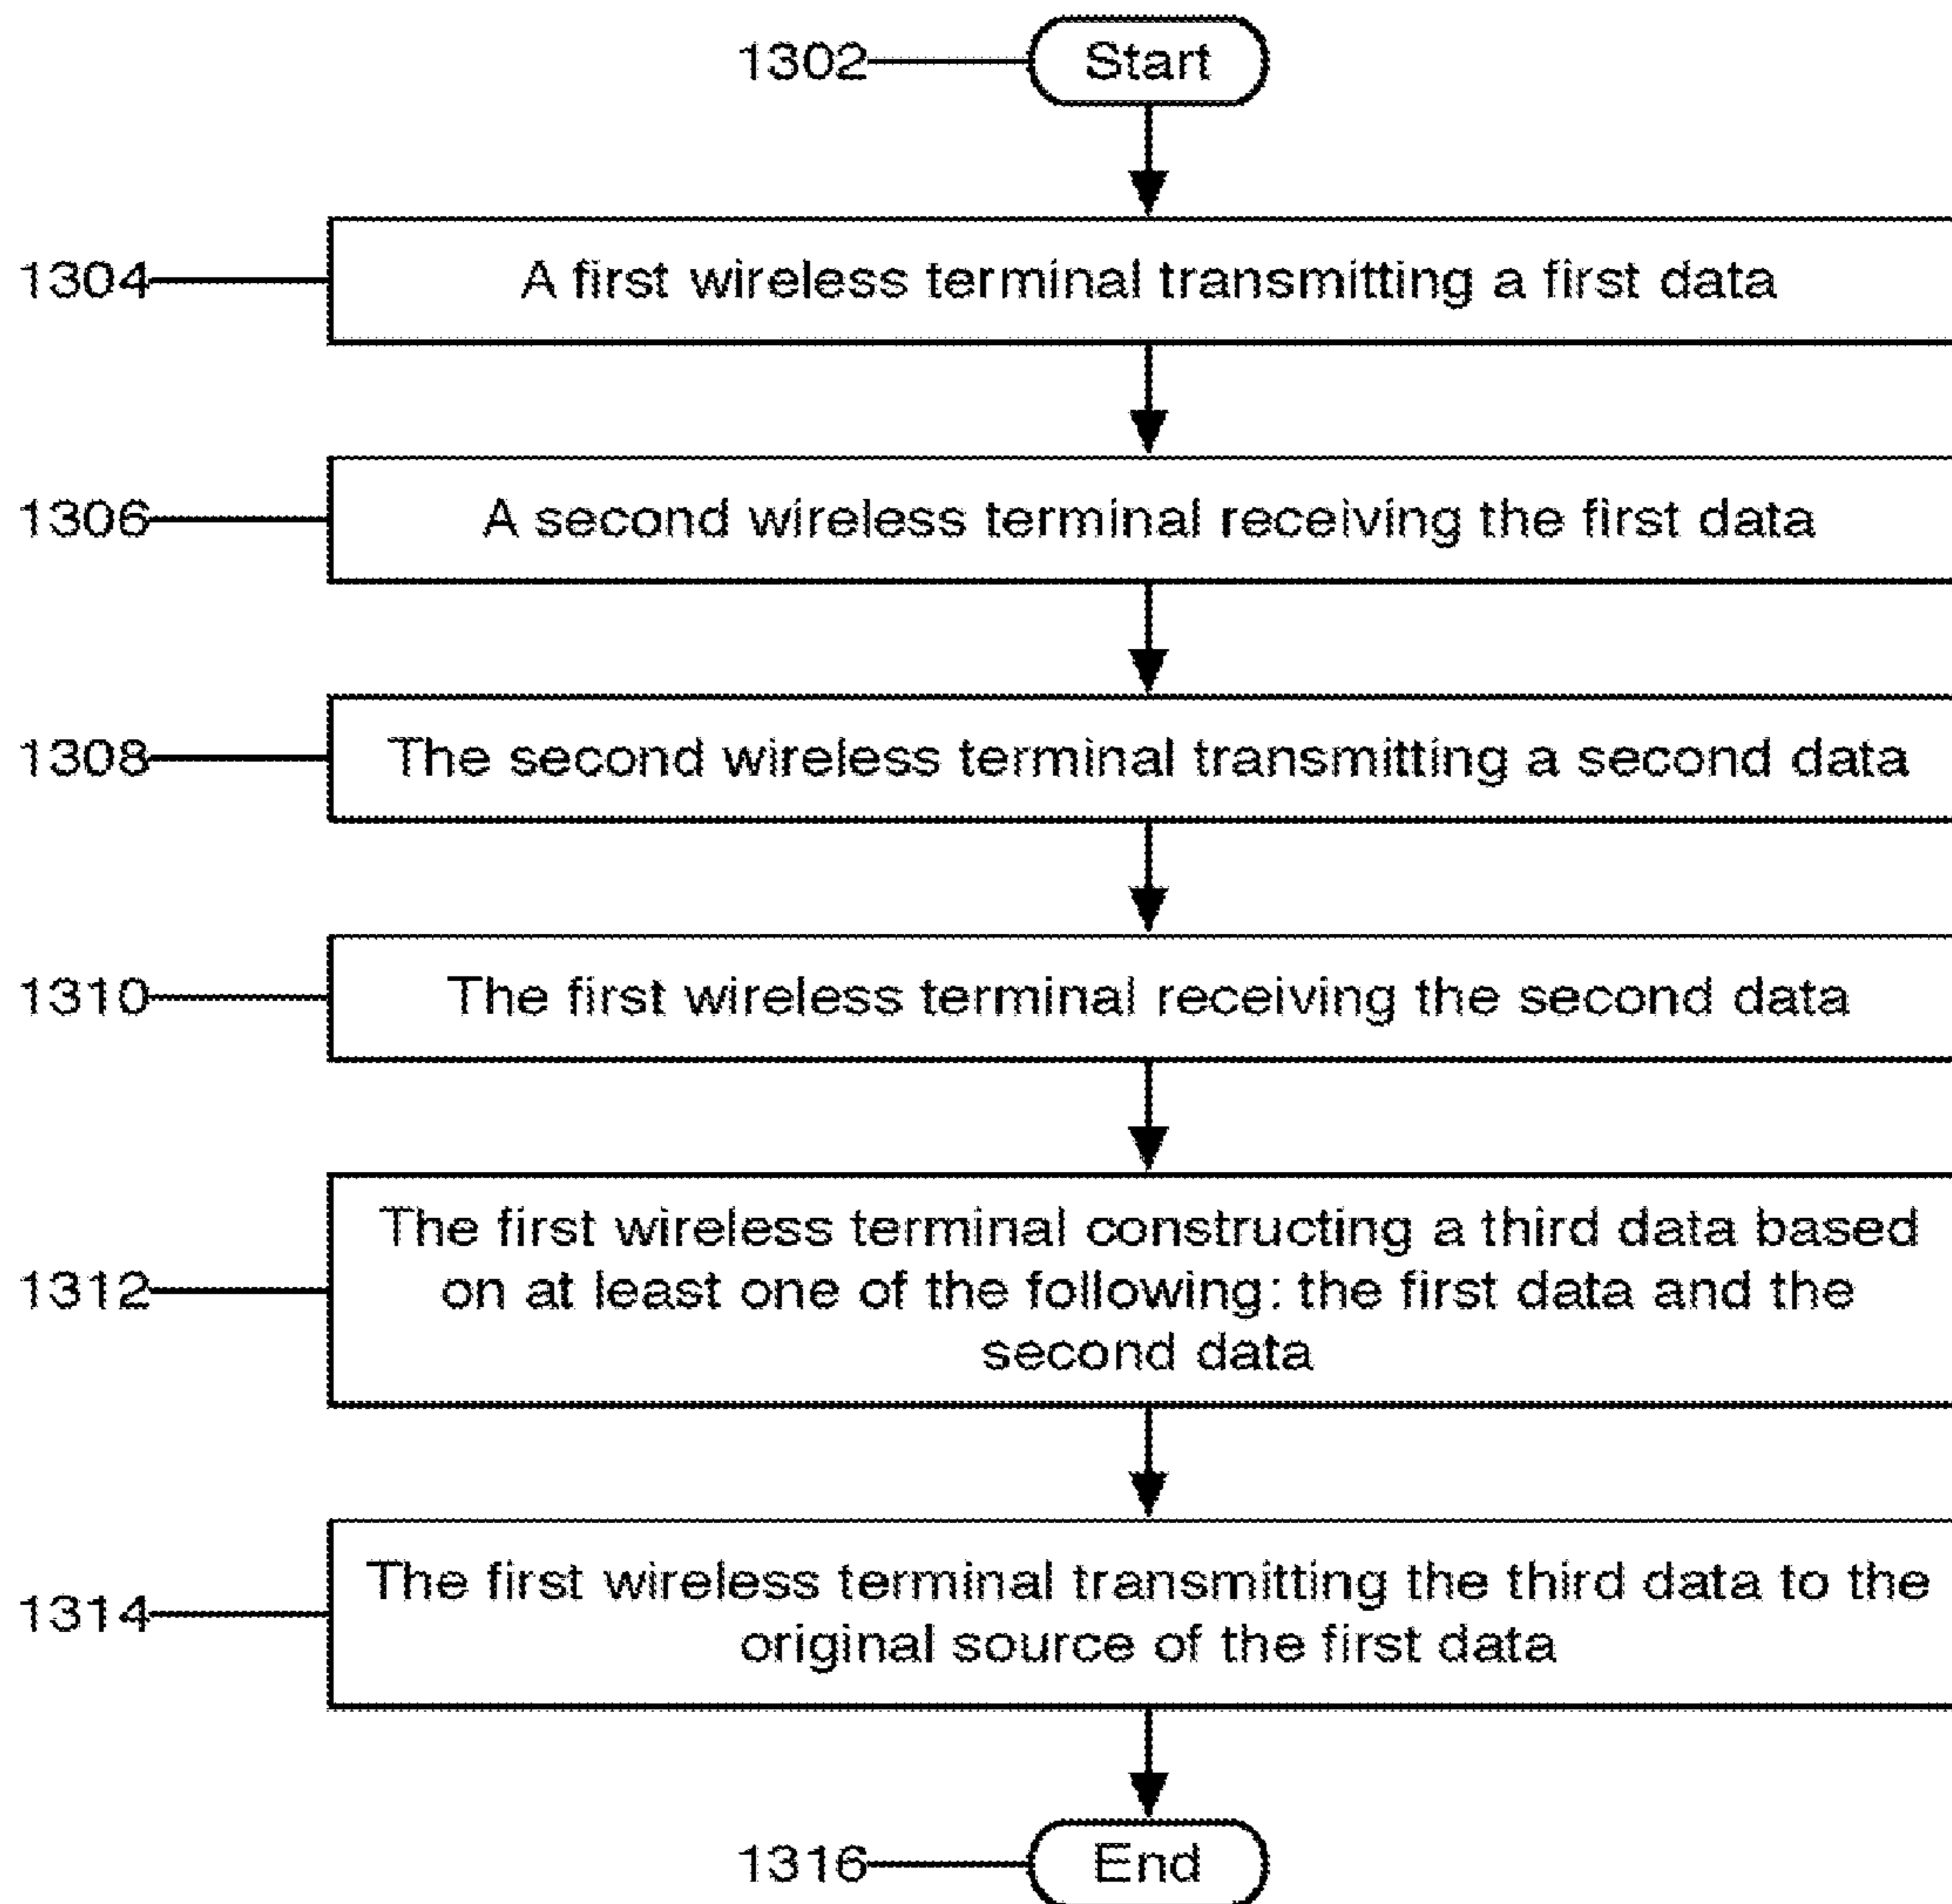 1302 Start
1304 A first wireless terminal transmitting a first data
1306 A second wireless terminal receiving the first data
1308 The second wireless terminal transmitting a second data
1310 The first wireless terminal receiving the second data
The first wireless terminal constructing a third data based
1312 on at least one of the following: the first data and the
second data
The first wireless terminal transmitting the third data to the
1314 original source of the first data
1316 End